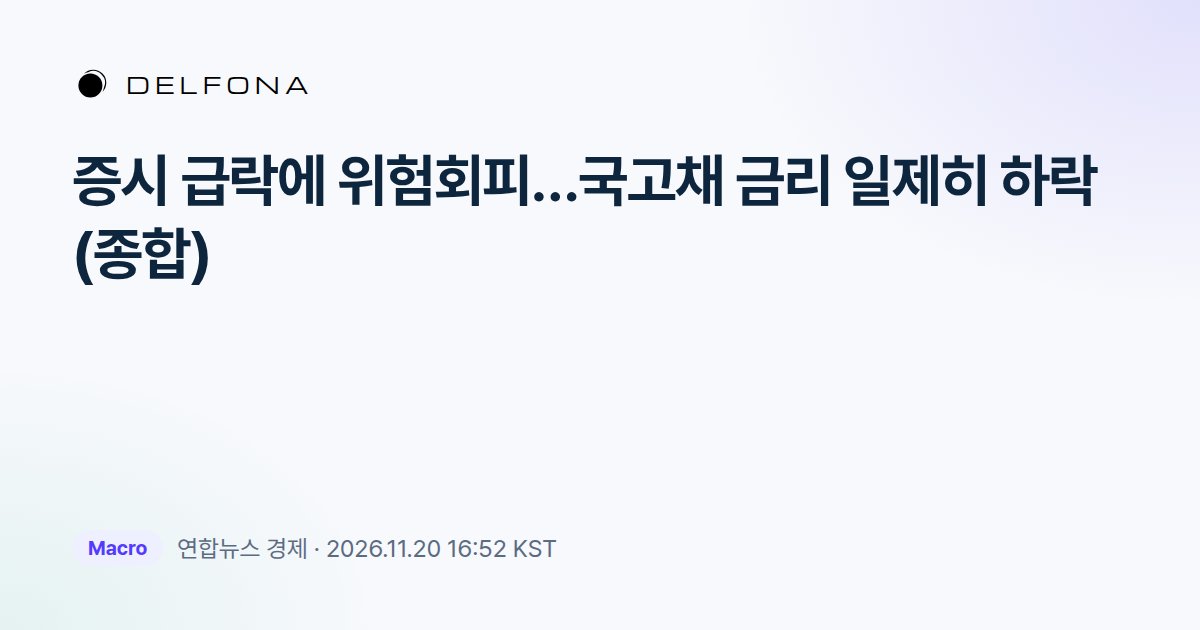 DELFONA
증시 급락에 위험회피…국고채 금리 일제히 하락
(종합)
Macro 연합뉴스 경제 · 2026.11.20 16:52 KST